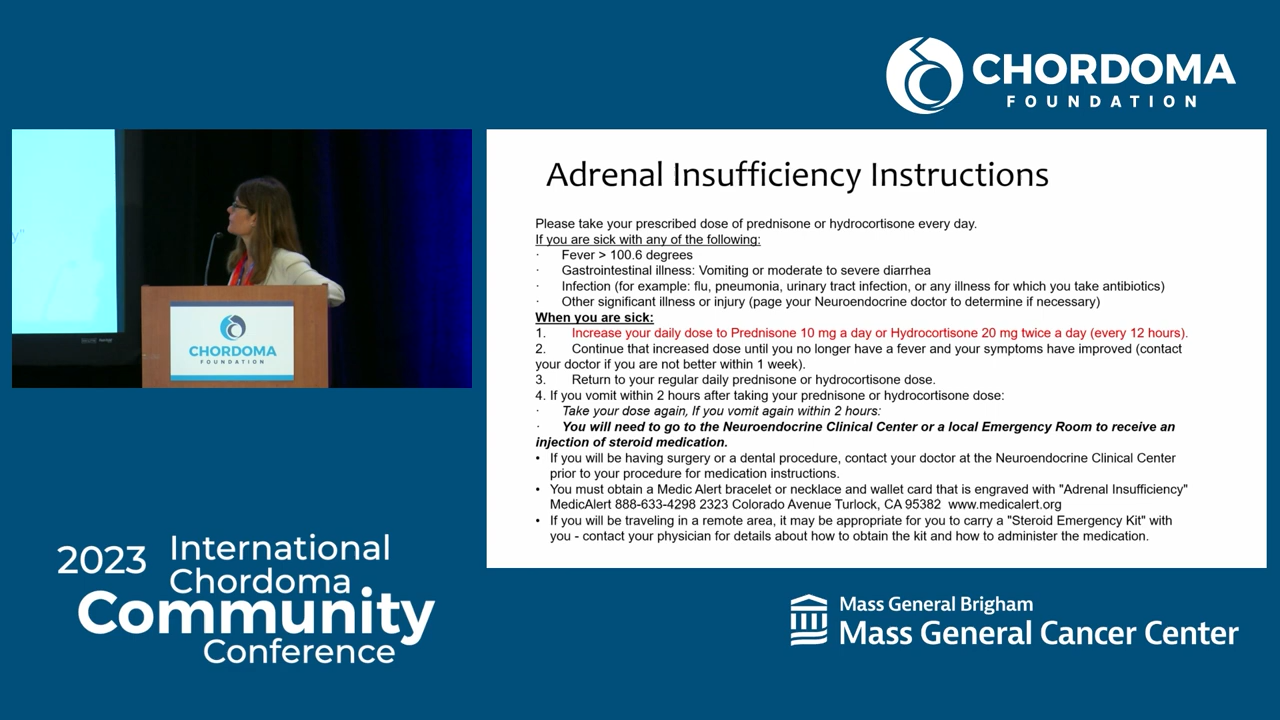 CHORDOMA
FOUNDATION
y"
CHORDOMA
FOUNDATION
Adrenal Insufficiency Instructions
Please take your prescribed dose of prednisone or hydrocortisone every day.
If you are sick with any of the following:
· Fever > 100.6 degrees
· Gastrointestinal illness: Vomiting or moderate to severe diarrhea
· Infection (for example: flu, pneumonia, urinary tract infection, or any illness for which you take antibiotics)
· Other significant illness or injury (page your Neuroendocrine doctor to determine if necessary)
When you are sick:
1. Increase your daily dose to Prednisone 10 mg a day or Hydrocortisone 20 mg twice a day (every 12 hours).
2. Continue that increased dose until you no longer have a fever and your symptoms have improved (contact
your doctor if you are not better within 1 week).
3. Return to your regular daily prednisone or hydrocortisone dose.
4. If you vomit within 2 hours after taking your prednisone or hydrocortisone dose:
· Take your dose again, If you vomit again within 2 hours:
· You will need to go to the Neuroendocrine Clinical Center or a local Emergency Room to receive an
injection of steroid medication.
• If you will be having surgery or a dental procedure, contact your doctor at the Neuroendocrine Clinical Center
prior to your procedure for medication instructions.
• You must obtain a Medic Alert bracelet or necklace and wallet card that is engraved with "Adrenal Insufficiency"
MedicAlert 888-633-4298 2323 Colorado Avenue Turlock, CA 95382 www.medicalert.org
• If you will be traveling in a remote area, it may be appropriate for you to carry a "Steroid Emergency Kit" with
you - contact your physician for details about how to obtain the kit and how to administer the medication.
2023 International
Chordoma
Community
Conference
Mass General Brigham
Mass General Cancer Center